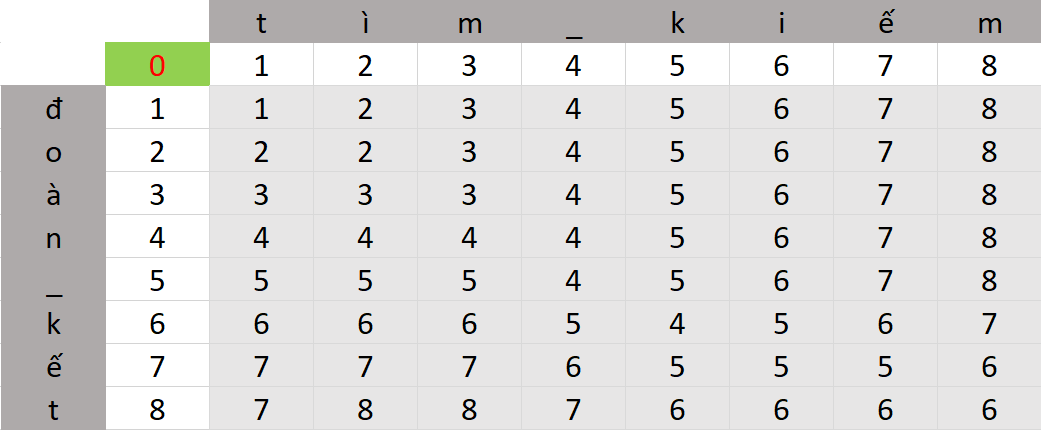 t ì m _ k i ế m
0 1 2 3 4 5 6 7 8
đ 1 1 2 3 4 5 6 7 8
o 2 2 2 3 4 5 6 7 8
à 3 3 3 3 4 5 6 7 8
n 4 4 4 4 4 5 6 7 8
_ 5 5 5 5 4 5 6 7 8
k 6 6 6 6 5 4 5 6 7
ế 7 7 7 7 6 5 5 5 6
t 8 7 8 8 7 6 6 6 6